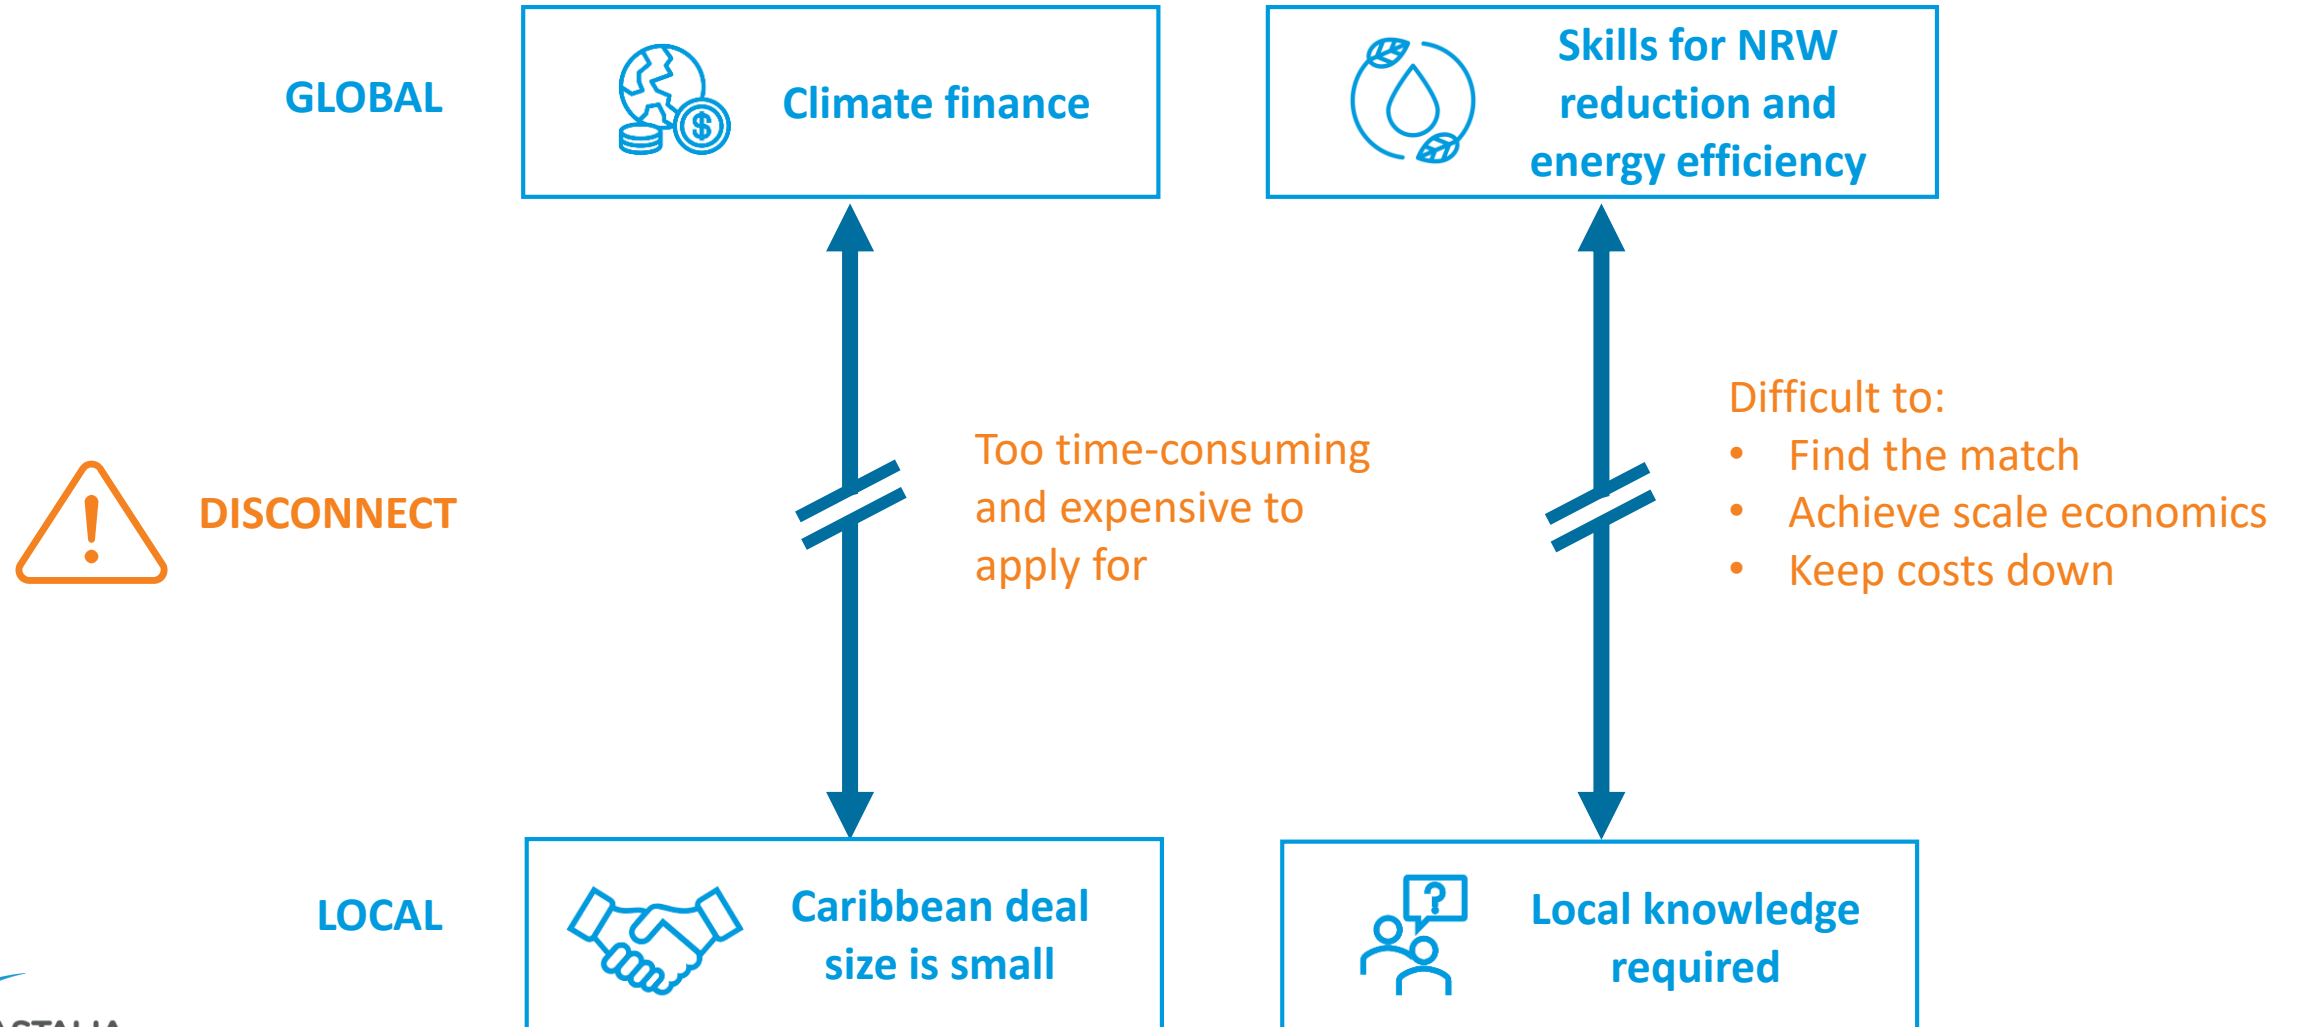 GLOBAL
Climate finance
$
Skills for NRW
reduction and
energy efficiency
DISCONNECT
Too time-consuming
and expensive to
apply for
Difficult to:
• Find the match
• Achieve scale economics
• Keep costs down
LOCAL
Caribbean deal
size is small
?
Local knowledge
required